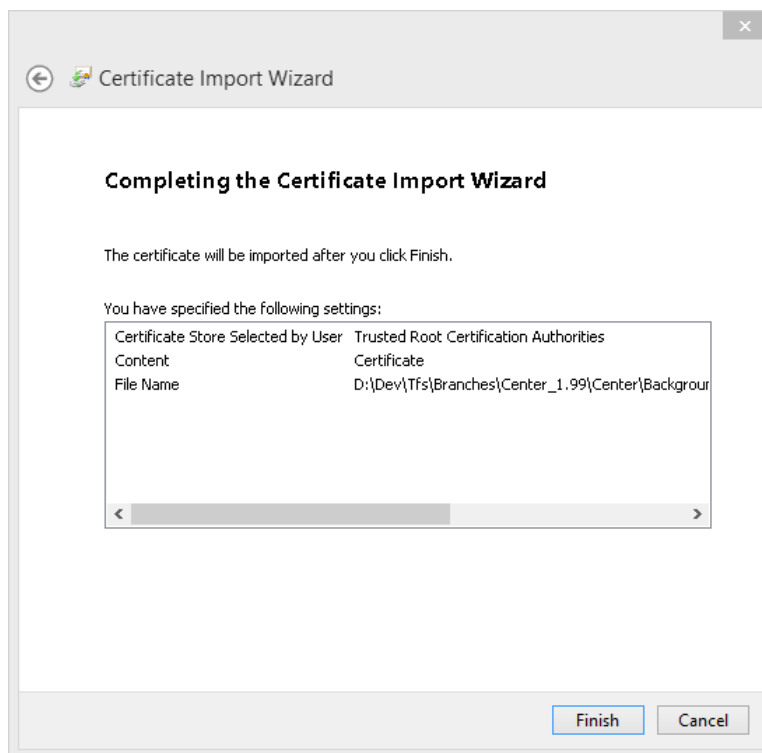 Certificate Import Wizard
Completing the Certificate Import Wizard
The certificate will be imported after you click Finish.
You have specified the following settings:
Certificate Store Selected by User Trusted Root Certification Authorities
Content Certificate
File Name D:\Dev\Tfs\Branches\Center_1.99\Center\Backgrour
Finish Cancel